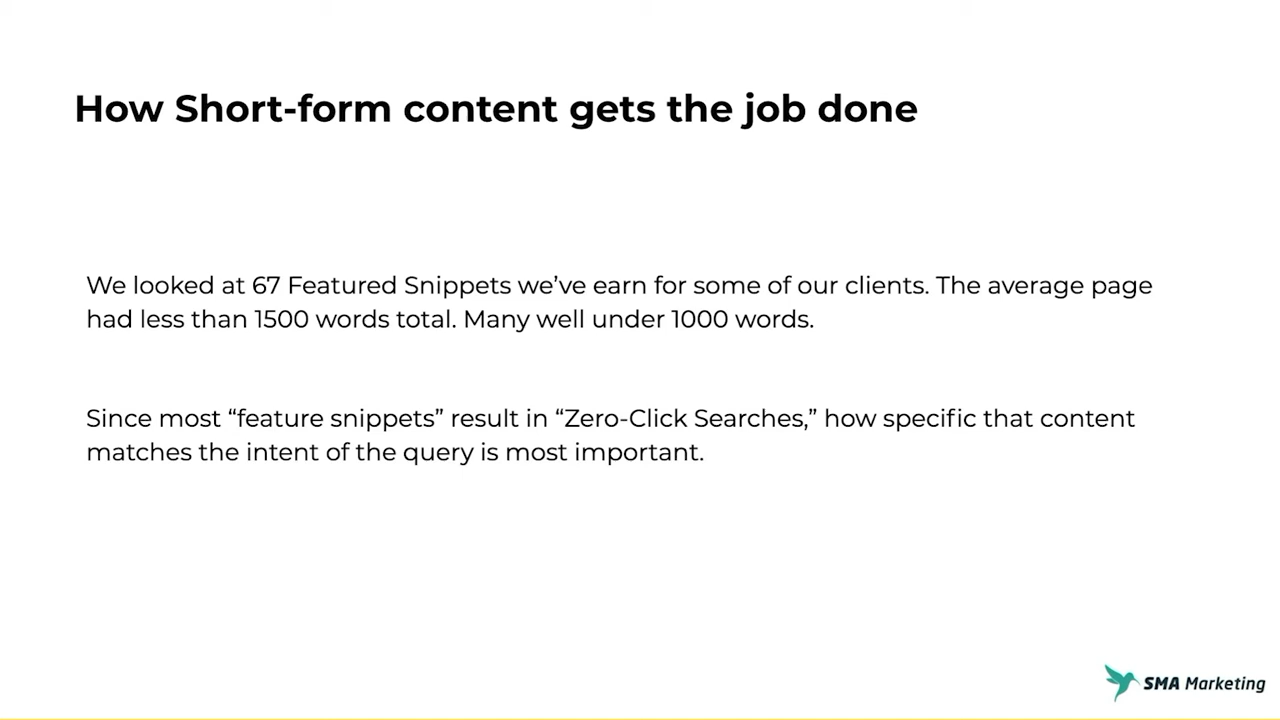 How Short-form content gets the job done
We looked at 67 Featured Snippets we’ve earn for some of our clients. The average page
had less than 1500 words total. Many well under 1000 words.
Since most “feature snippets” result in “Zero-Click Searches,” how specific that content
matches the intent of the query is most important.
SMA Marketing